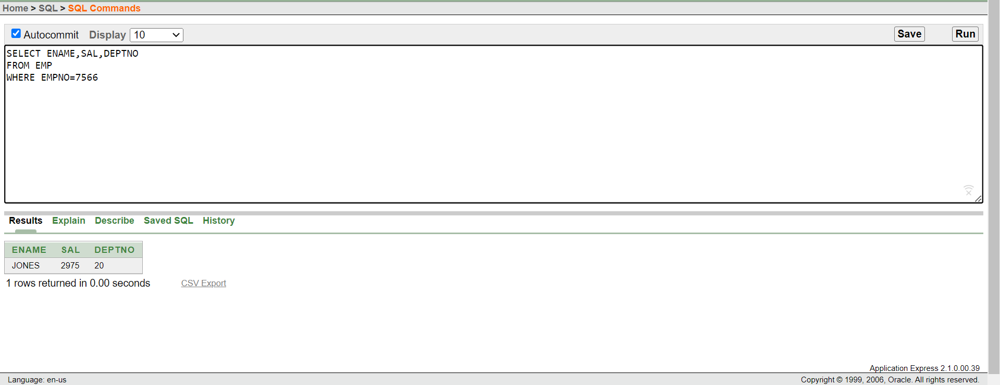 Home > SQL > SQL Commands
Autocommit Display 10
Save Run
SELECT ENAME,SAL,DEPTNO
FROM EMP
WHERE EMPNO=7566
Results Explain Describe Saved SQL History
ENAME SAL DEPTNO
JONES 2975 20
1 rows returned in 0.00 seconds CSV Export
Application Express 2.1.0.00.39
Language: en-us Copyright © 1999, 2006, Oracle. All rights reserved.